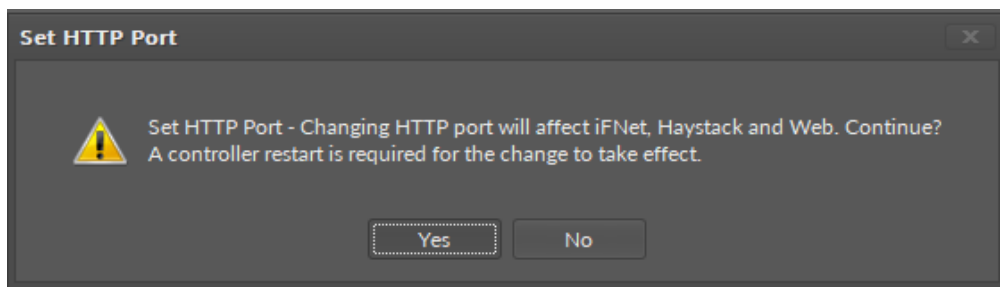 Set HTTP Port
Set HTTP Port - Changing HTTP port will affect iFNet, Haystack and Web. Continue?
A controller restart is required for the change to take effect.
Yes
No